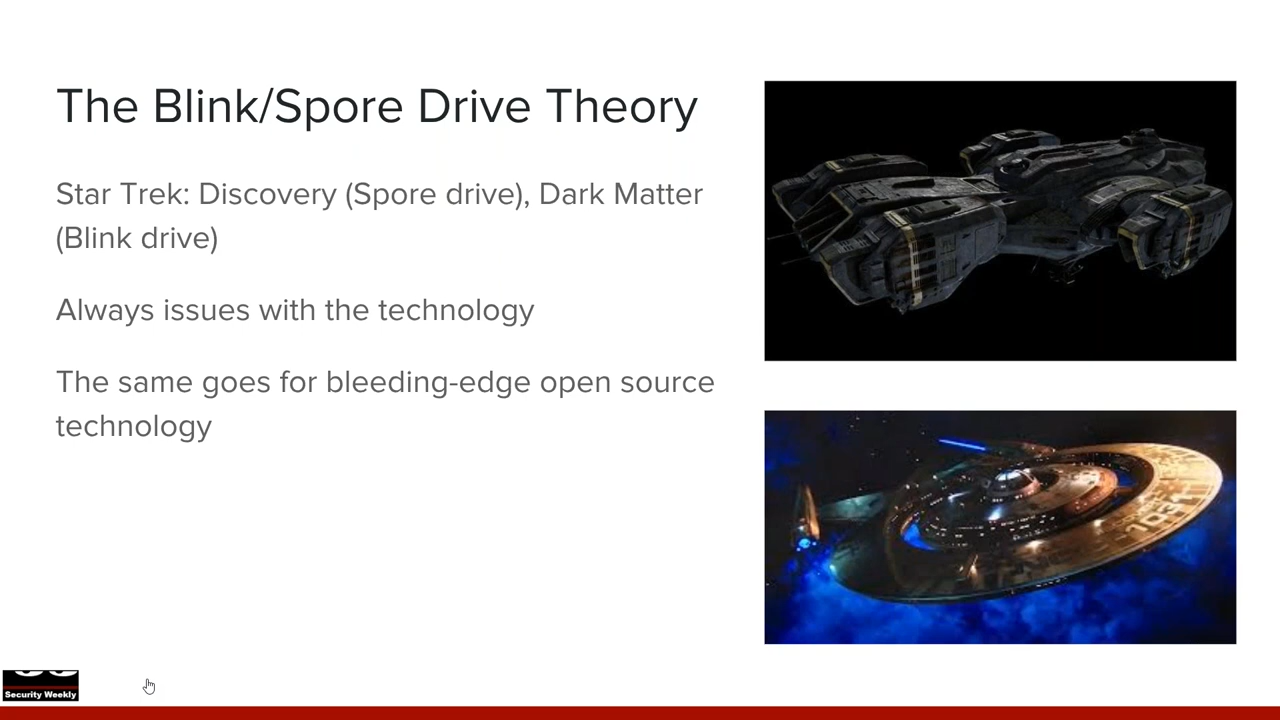 The Blink/Spore Drive Theory
Star Trek: Discovery (Spore drive), Dark Matter
(Blink drive)
Always issues with the technology
The same goes for bleeding-edge open source
technology
1031
Security Weekly